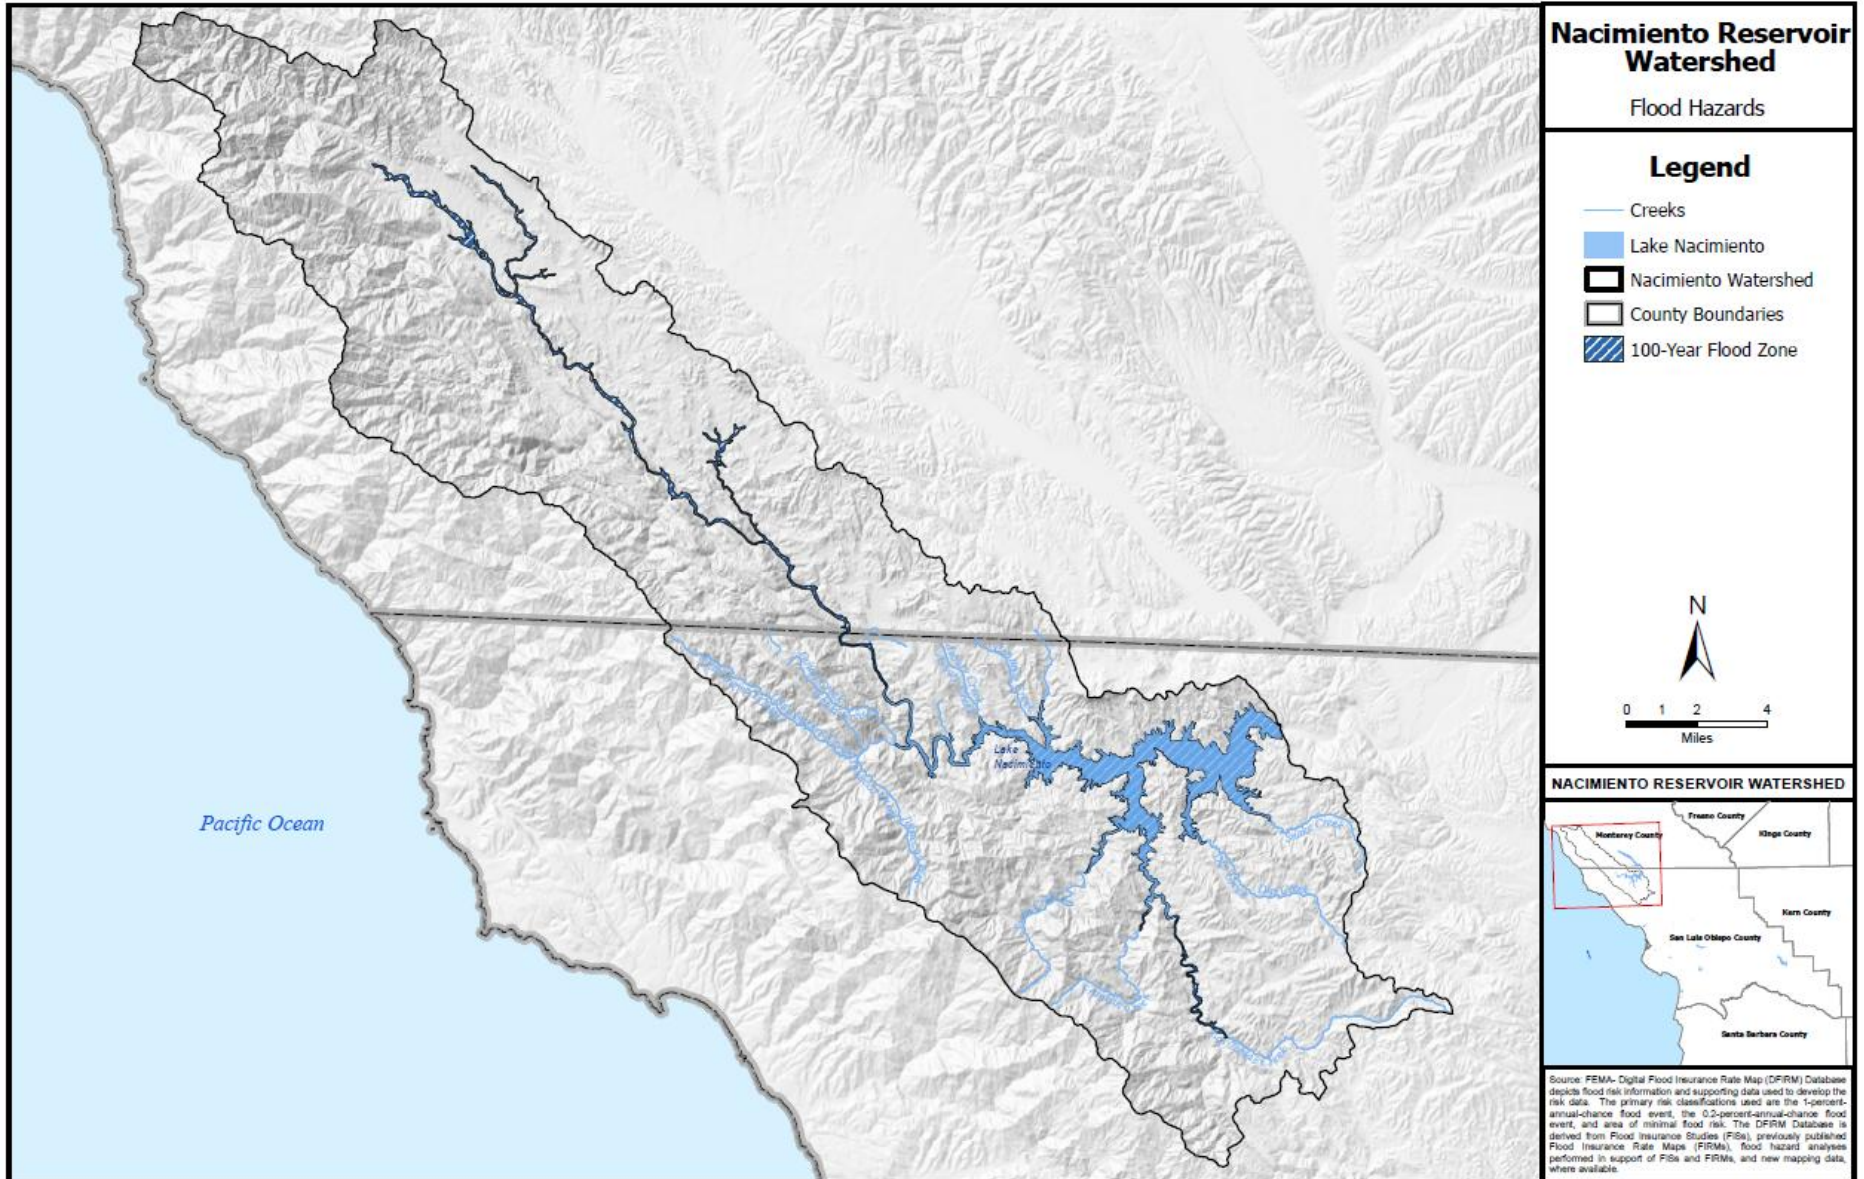 Nacimiento Reservoir
Watershed
Flood Hazards
Legend
Creeks
Lake Nacimiento
Nacimiento Watershed
County Boundaries
100-Year Flood Zone
N
0 1 2 4
Miles
Lake
Nacimiento
Pacific Ocean
NACIMIENTO RESERVOIR WATERSHED
Fresno County
Monterey County
Kings County
Kern County
San Luis Obispo County
Santa Barbara County
Source: FEMA- Digital Flood Insurance Rate Map (DFIRM) Database
depicts flood risk information and supporting data used to develop the
risk data. The primary risk classifications used are the 1-percent-
annual-chance flood event, the 0.2-percent-annual-chance flood
event, and area of minimal flood risk. The DFIRM Database is
derived from Flood Insurance Studies (FISs), previously published
Flood Insurance Rate Maps (FIRMs), flood hazard analyses
performed in support of FISs and FIRMs, and new mapping data,
where available.